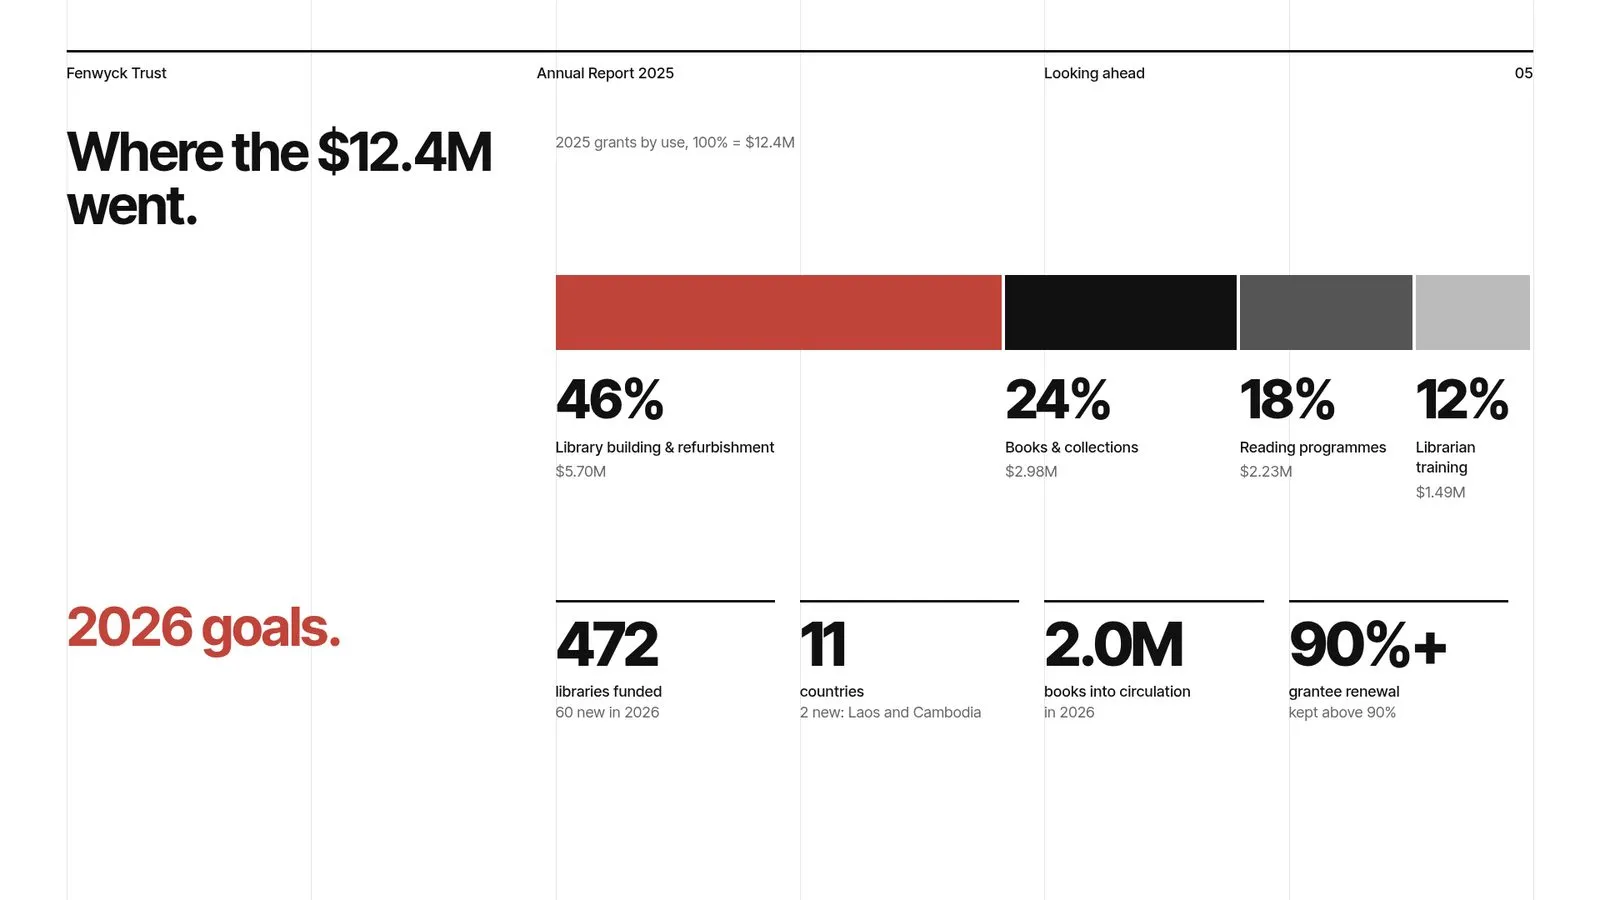 Fenwyck Trust
Annual Report 2025
Looking ahead
05
Where the $12.4M
went.
2025 grants by use, 100% = $12.4M
46%
Library building & refurbishment
$5.70M
24%
Books & collections
$2.98M
18%
Reading programmes
$2.23M
12%
Librarian
training
$1.49M
2026 goals.
472
libraries funded
60 new in 2026
11
countries
2 new: Laos and Cambodia
2.0M
books into circulation
in 2026
90%+
grantee renewal
kept above 90%